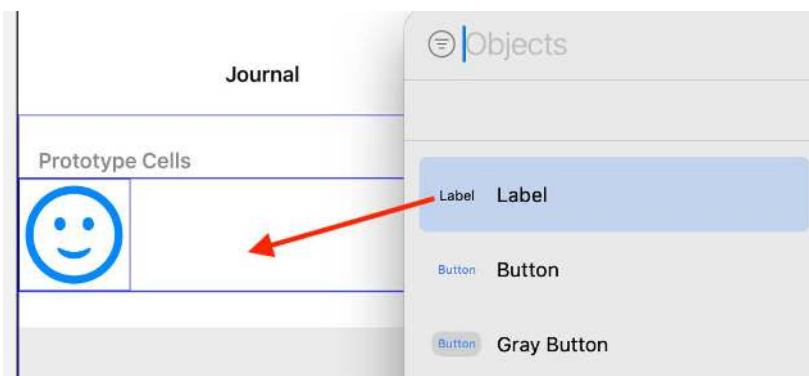 Journal
Prototype Cells
Objects
Label Label
Button Button
Button Gray Button